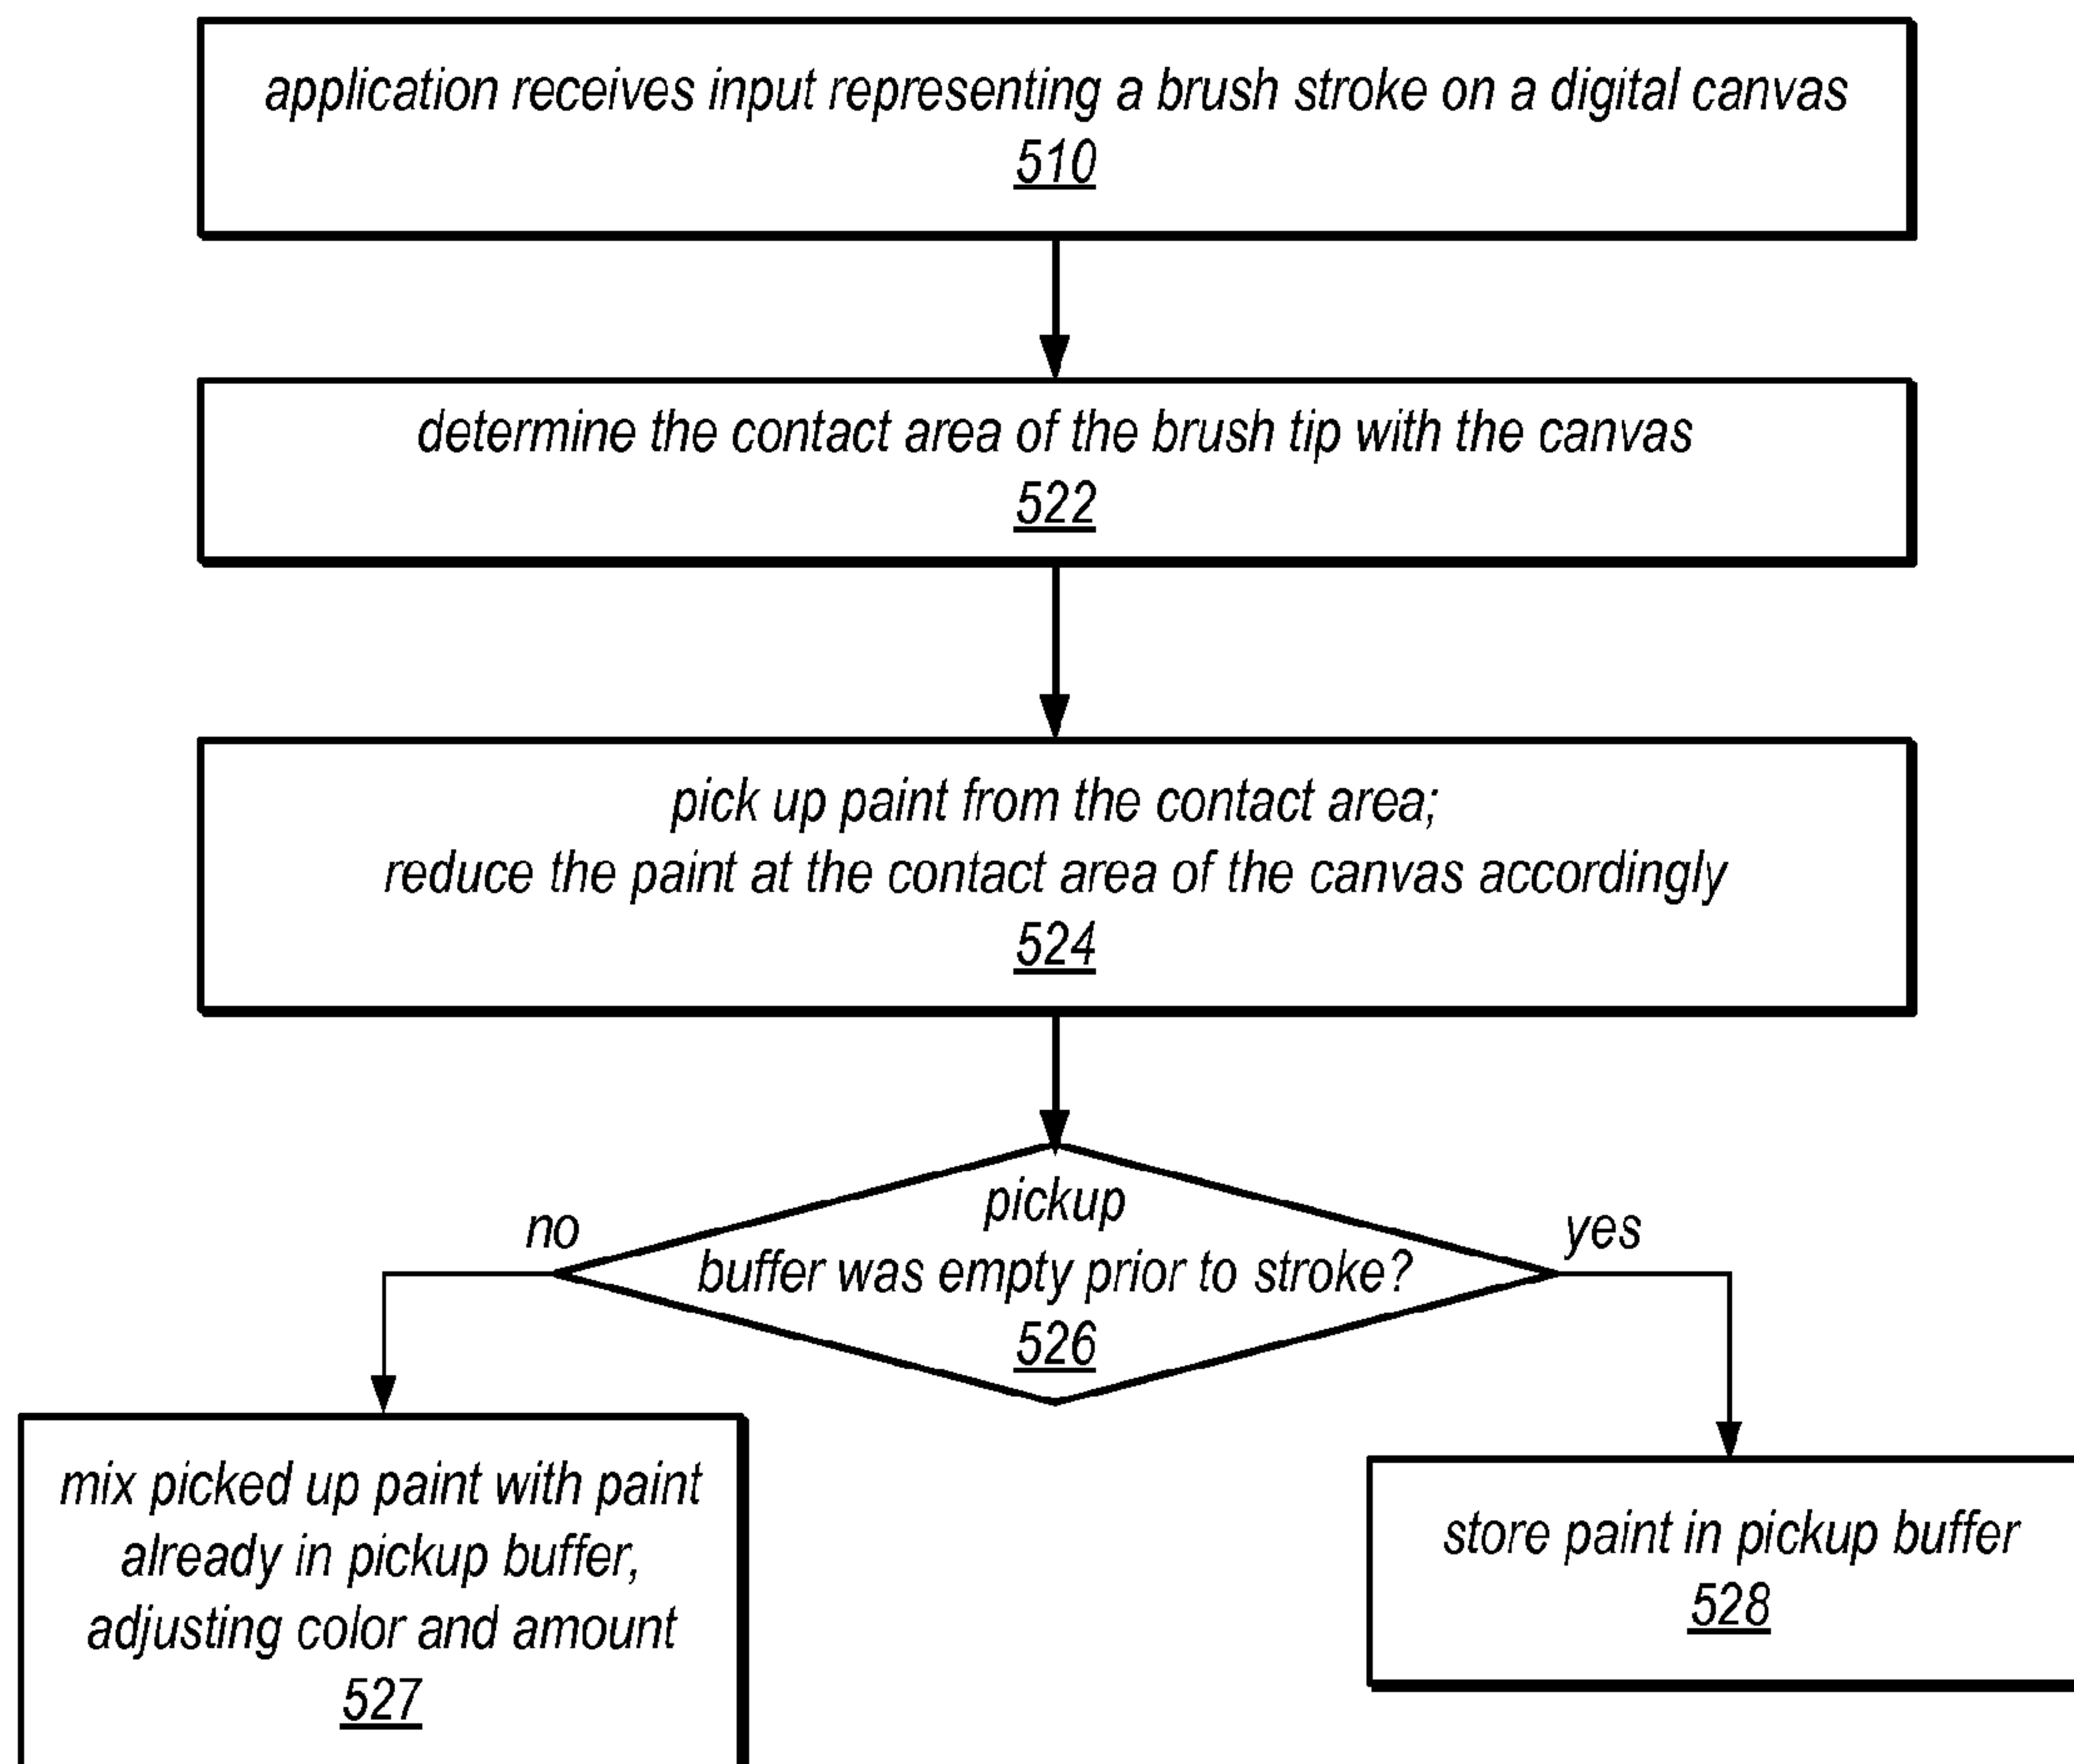 application receives input representing a brush stroke on a digital canvas
510
determine the contact area of the brush tip with the canvas
522
pick up paint from the contact area;
reduce the paint at the contact area of the canvas accordingly
524
pickup
buffer was empty prior to stroke?
526
no
yes
mix picked up paint with paint
already in pickup buffer,
adjusting color and amount
527
store paint in pickup buffer
528